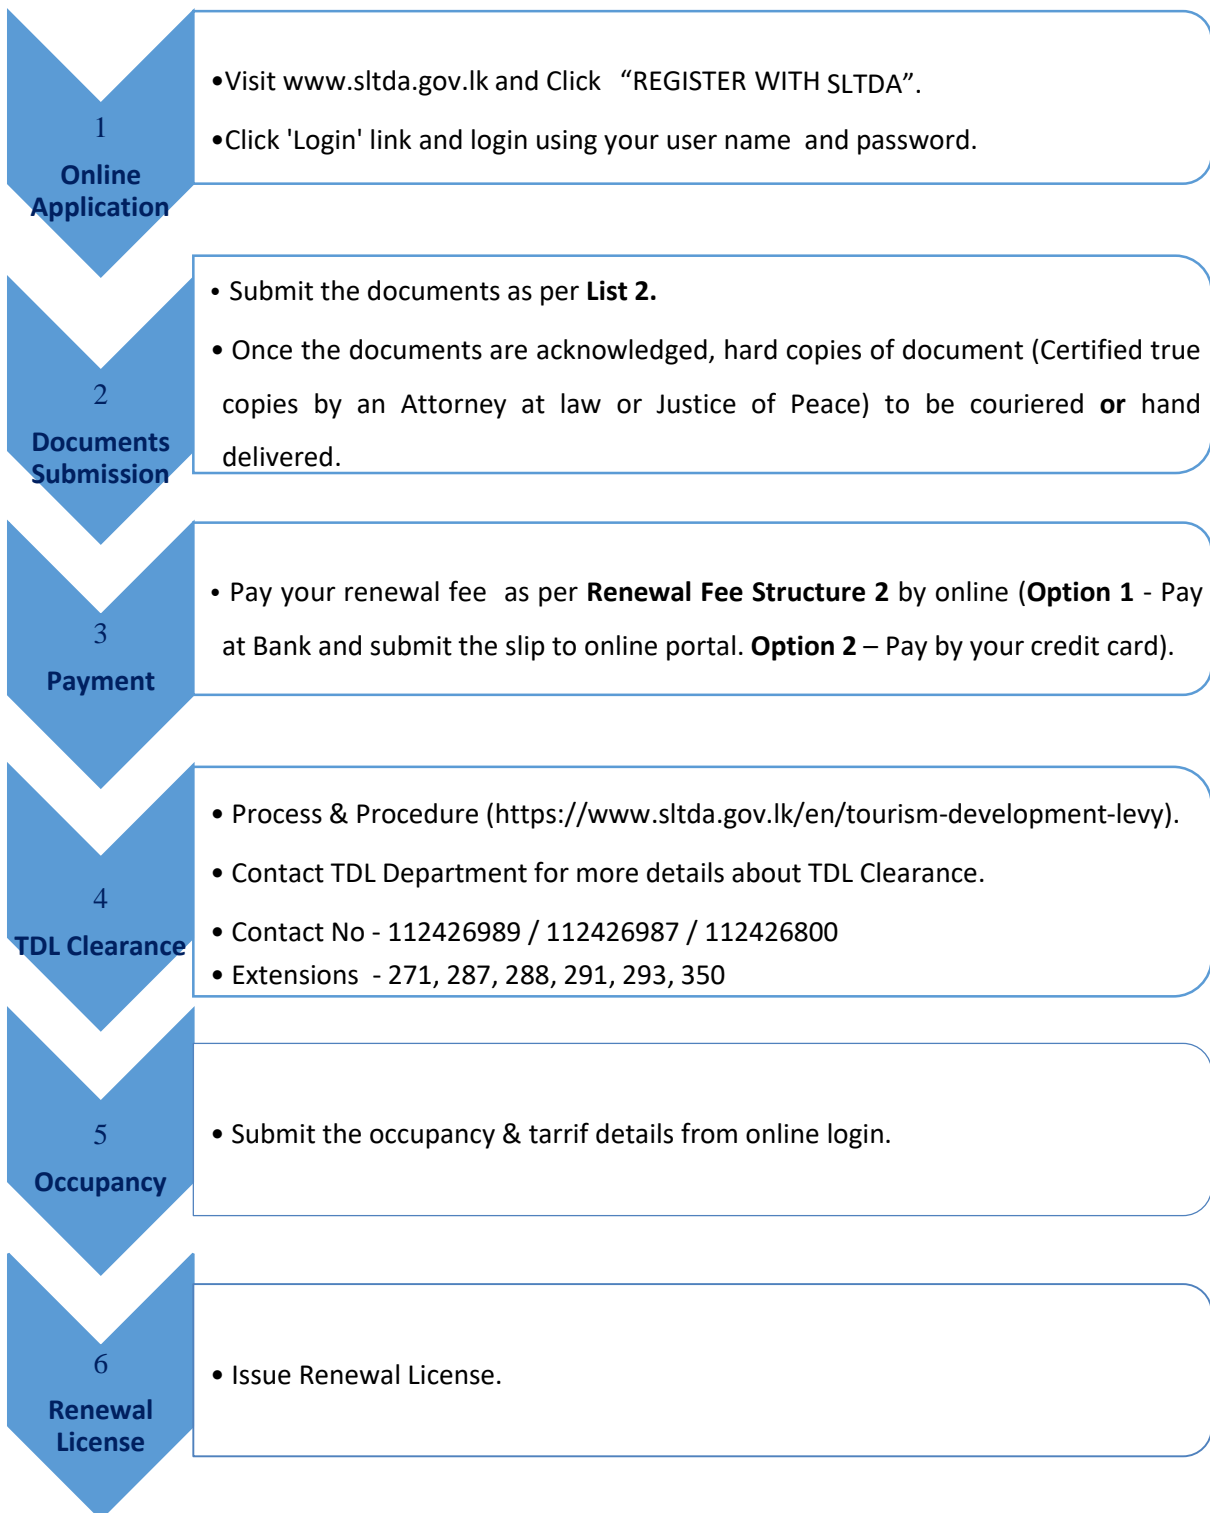 1
Online
Application
•Visit www.sltda.gov.lk and Click “REGISTER WITH SLTDA”.
•Click 'Login' link and login using your user name and password.
2
Documents
Submission
• Submit the documents as per List 2.
• Once the documents are acknowledged, hard copies of document (Certified true
copies by an Attorney at law or Justice of Peace) to be couriered or hand
delivered.
3
Payment
• Pay your renewal fee as per Renewal Fee Structure 2 by online (Option 1 - Pay
at Bank and submit the slip to online portal. Option 2 – Pay by your credit card).
4
TDL Clearance
• Process & Procedure (https://www.sltda.gov.lk/en/tourism-development-levy).
• Contact TDL Department for more details about TDL Clearance.
• Contact No - 112426989 / 112426987 / 112426800
• Extensions - 271, 287, 288, 291, 293, 350
5
Occupancy
• Submit the occupancy & tarrif details from online login.
6
Renewal
License
• Issue Renewal License.